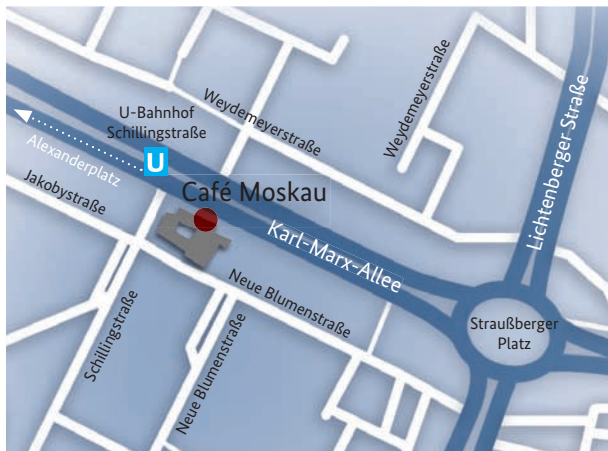 Weydemeyerstraße
Weydemeyerstraße
Lichtenberger Straße
U-Bahnhof
Schillingstraße
U
Alexanderplatz
Jakobystraße
Café Moskau
Karl-Marx-Allee
Neue Blumenstraße
Schillingstraße
Neue Blumenstraße
Straußberger
Platz